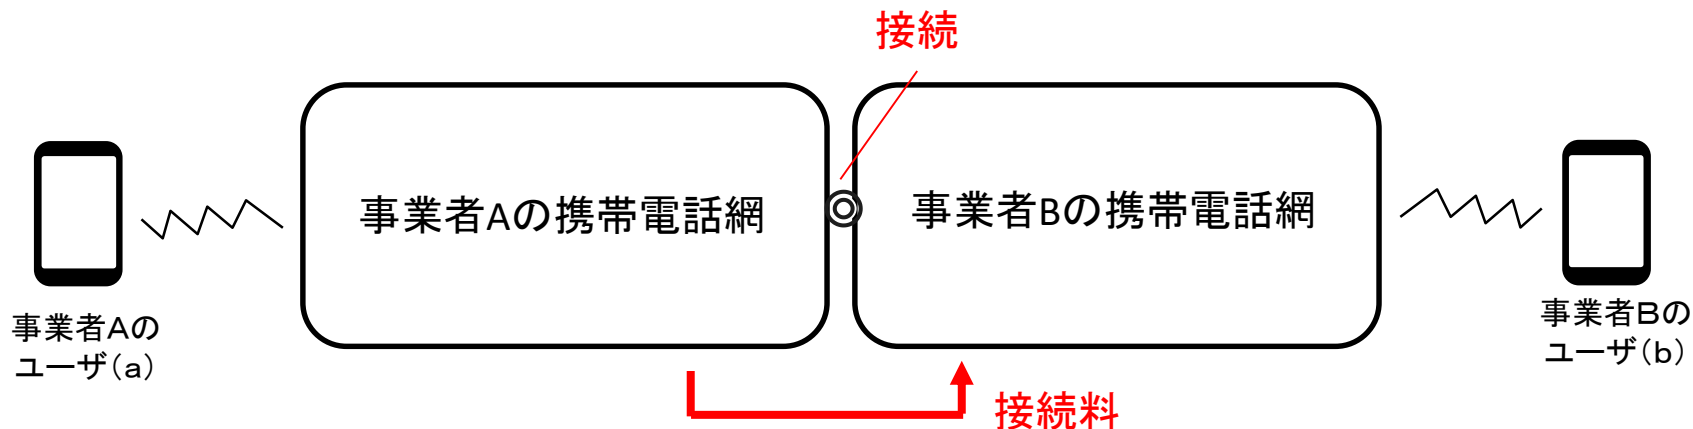 接続
事業者Aの携帯電話網
事業者Bの携帯電話網
事業者Aの
ユーザ(a)
事業者Bの
ユーザ(b)
接続料